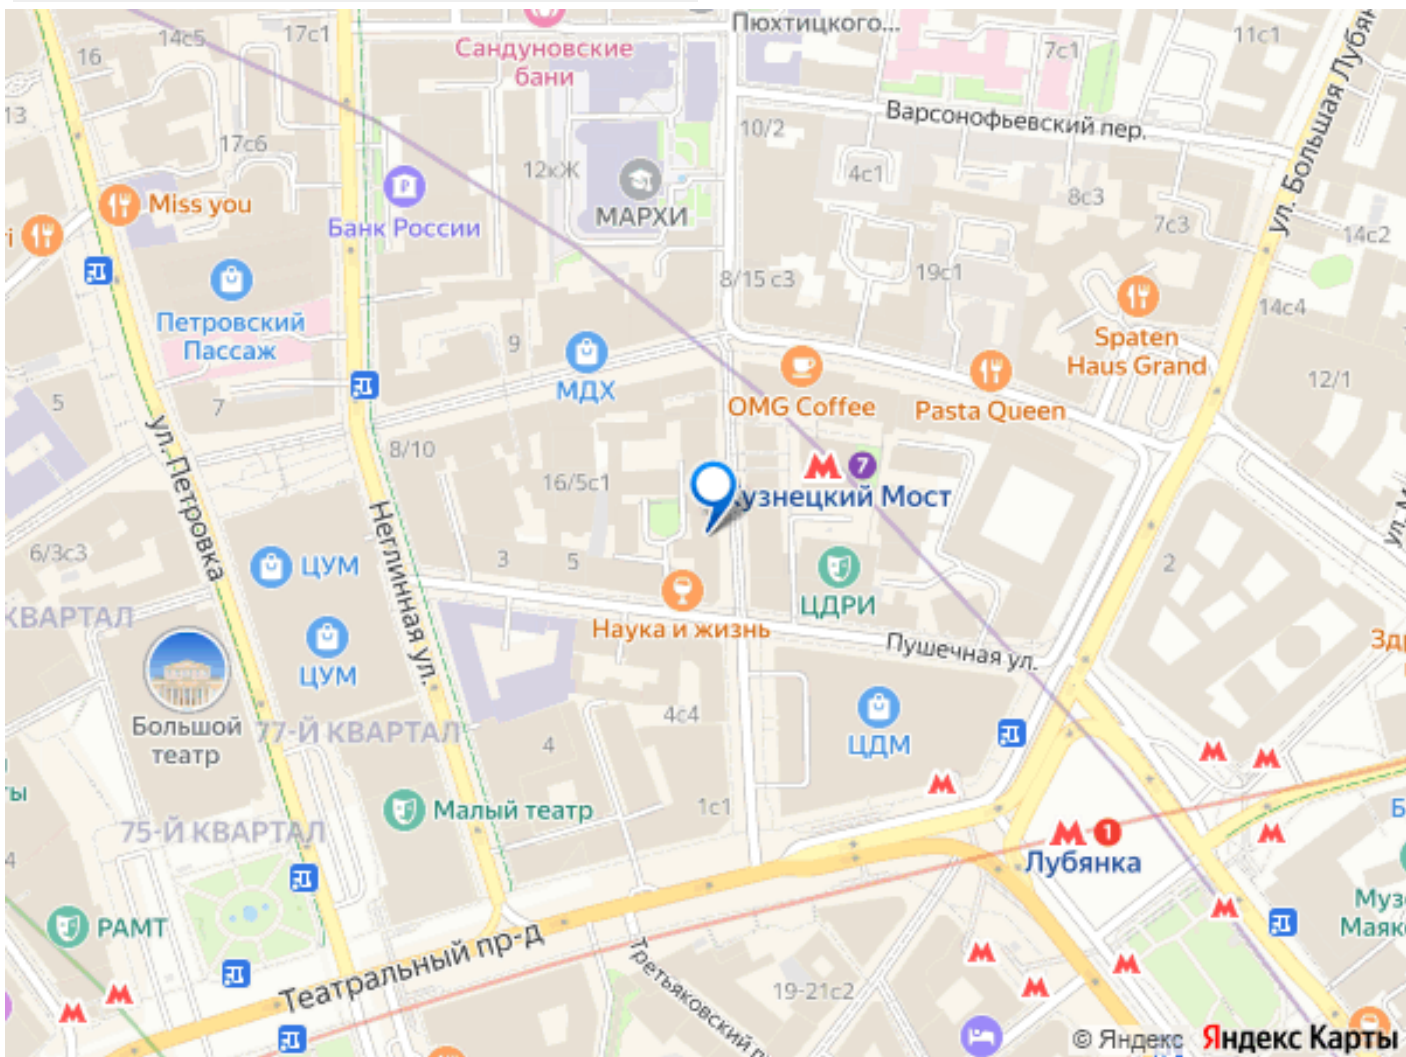 Пюхтицкого...
14с5
17с1
16
Сандуновские
бани
7с1
11с1
ул. Большая Лубян
13
17с6
10/2
Варсонофьевский пер.
12кЖ
4с1
8с3
МАРХИ
Miss you
Банк России
7с3
14с2
8/15 с3
19с1
14с4
Петровский
Пассаж
9
МДХ
Spaten
Haus Grand
OMG Coffee
Pasta Queen
12/1
5
7
ул. Петровка
8/10
16/5с1
7
узнецкий Мост
Неглинная ул.
6/3с3
ЦУМ
3
5
2
ЦДРИ
КВАРТАЛ
Наука и жизнь
Пушечная ул.
ЦУМ
Большой
театр
77-Й КВАРТАЛ
4с4
4
ЦДМ
Малый театр
1с1
75-Й КВАРТАЛ
1
Лубянка
РАМТ
Театральный пр-д
Третьяковский п
19-21с2
© Яндекс Яндекс Карты